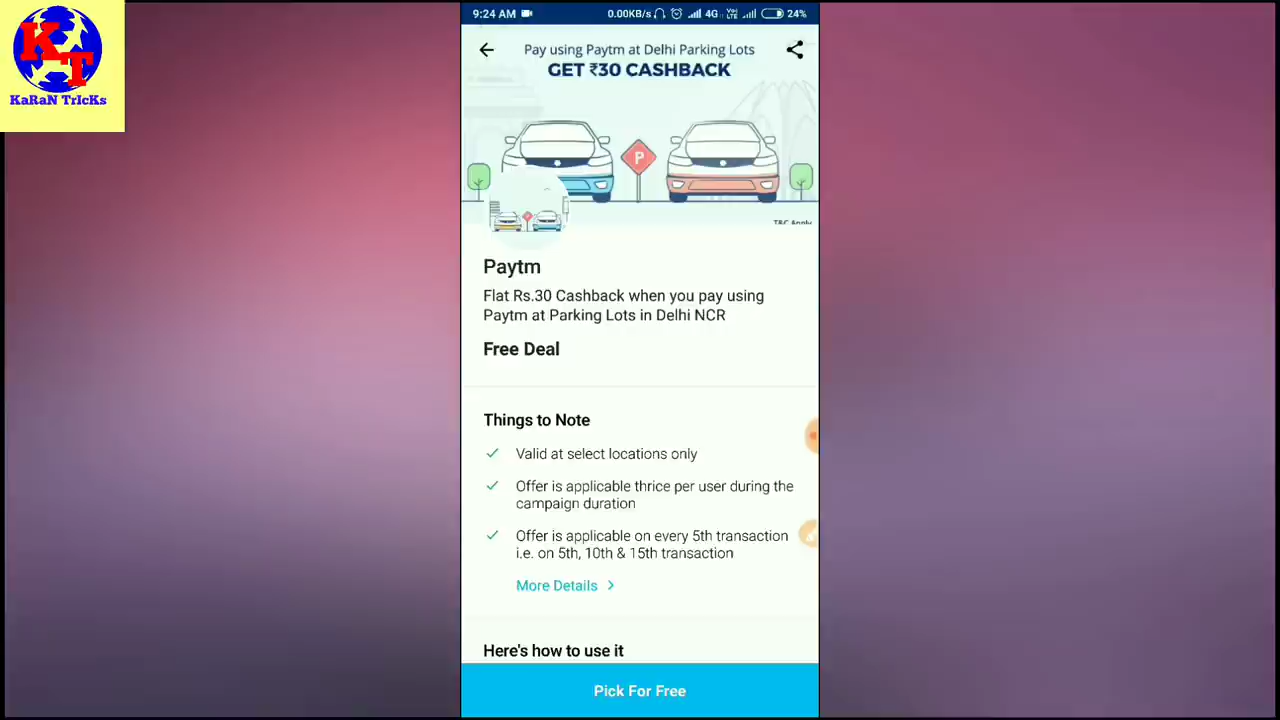 KT
KaRaN TrIcKs
9:24 AM
0.00KB/s 4G VoLTE 24%
Pay using Paytm at Delhi Parking Lots
GET ₹30 CASHBACK
P
T&C Apply
Paytm
Flat Rs.30 Cashback when you pay using
Paytm at Parking Lots in Delhi NCR
Free Deal
Things to Note
Valid at select locations only
Offer is applicable thrice per user during the
campaign duration
Offer is applicable on every 5th transaction
i.e. on 5th, 10th & 15th transaction
More Details
Here's how to use it
Pick For Free